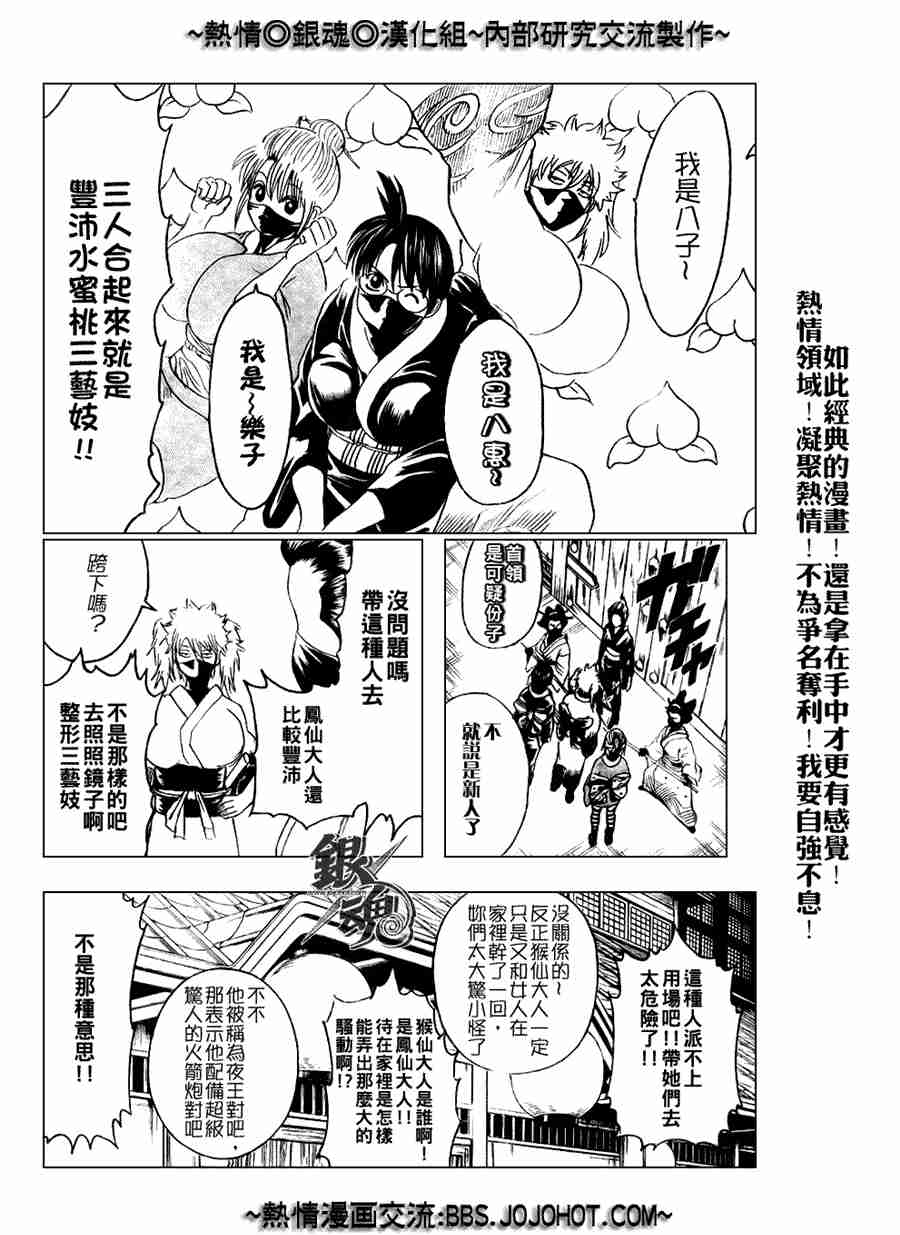 ~熱情◎銀魂◎漢化組~內部研究交流製作~
我是八子~
我是八惠~
我是~樂子
三人合起來就是
豐沛水蜜桃三藝妓!!
如此經典的漫畫！還是拿在手中才更有感覺！
熱情領域！凝聚熱情！不為爭名奪利！我要自強不息！
ガチャッ
首領
是可疑份子
不
就說是新人了
沒問題嗎
帶這種人去
鳳仙大人還
比較豐沛
跨下嗎?
不是那樣的吧
去照照鏡子啊
整形三藝妓
銀魂
www.jojohot.com
這種人派不上
用場吧!!帶她們去
太危險了!!
沒關係的~
反正猴仙大人一定
只是又和女人在
家裡幹了一回，
妳們太大驚小怪了
猴仙大人是誰啊!
是鳳仙大人!!
待在家裡是怎樣
能弄出那麼大的
騷動啊!?
不不
他被稱為夜王對吧，
那表示他配備超級
驚人的火箭炮對吧
不是那種意思!!
~熱情漫画交流:BBS.JOJOHOT.COM~